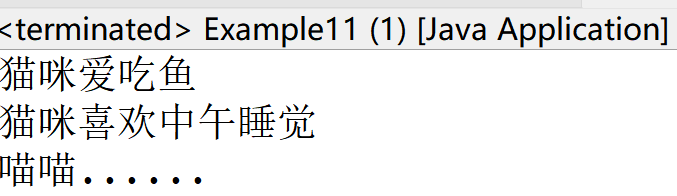 <terminated> Example11 (1) [Java Application]
猫咪爱吃鱼
猫咪喜欢中午睡觉
喵喵......